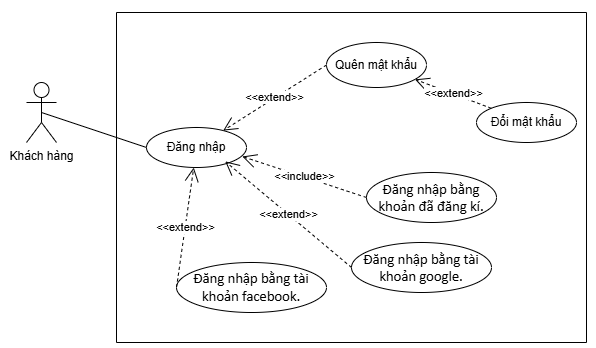 Quên mật khẩu
<<extend>>
<<extend>>
Đổi mật khẩu
Khách hàng
Đăng nhập
<<include>>
Đăng nhập bằng
khoản đã đăng kí.
<<extend>>
<<extend>>
Đăng nhập bằng tài
khoản google.
Đăng nhập bằng tài
khoản facebook.